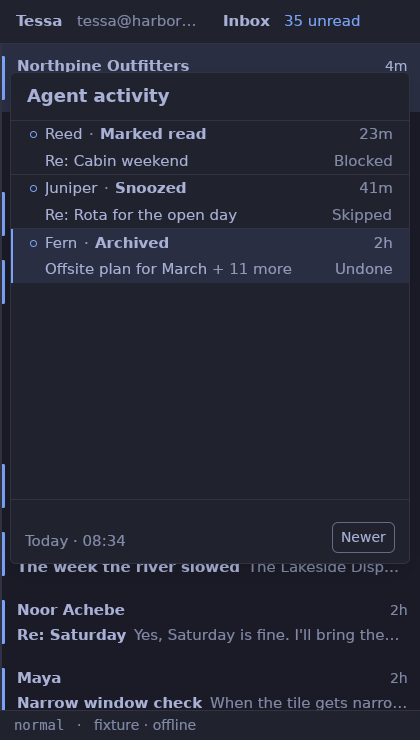 Tessa tessa@harbor… Inbox 35 unread
Northpine Outfitters 4m
Agent activity
Reed · Marked read 23m
Re: Cabin weekend Blocked
Juniper · Snoozed 41m
Re: Rota for the open day Skipped
Fern · Archived 2h
Offsite plan for March + 11 more Undone
Today · 08:34 Newer
The week the river slowed The Lakeside Disp…
Noor Achebe 2h
Re: Saturday Yes, Saturday is fine. I'll bring the…
Maya 2h
Narrow window check When the tile gets narro…
normal · fixture · offline